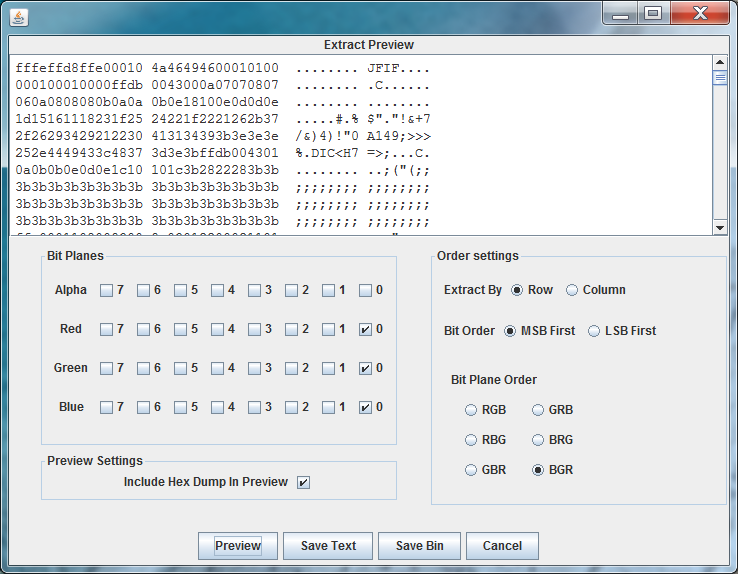 Extract Preview
fffeffd8ffe00010 4a46494600010100 ........ JFIF....
000100010000ffdb 0043000a07070807 ........ .C......
060a0808080b0a0a 0b0e18100e0d0d0e ........ ........
1d15161118231f25 24221f2221262b37 .....#.% $"."!&+7
2f26293429212230 413134393b3e3e3e /&)4)!"0 A149;>>>
252e4449433c4837 3d3e3bffdb004301 %.DIC<H7 =>;...C.
0a0b0b0e0d0e1c10 101c3b2822283b3b ........ ..;("(;;
3b3b3b3b3b3b3b3b 3b3b3b3b3b3b3b3b ;;;;;;;; ;;;;;;;;
3b3b3b3b3b3b3b3b 3b3b3b3b3b3b3b3b ;;;;;;;; ;;;;;;;;
3b3b3b3b3b3b3b3b 3b3b3b3b3b3b3b3b ;;;;;;;; ;;;;;;;;
Bit Planes
Alpha 7 6 5 4 3 2 1 0
Red 7 6 5 4 3 2 1 0
Green 7 6 5 4 3 2 1 0
Blue 7 6 5 4 3 2 1 0
Preview Settings
Include Hex Dump In Preview
Order settings
Extract By Row Column
Bit Order MSB First LSB First
Bit Plane Order
RGB GRB
RBG BRG
GBR BGR
Preview Save Text Save Bin Cancel